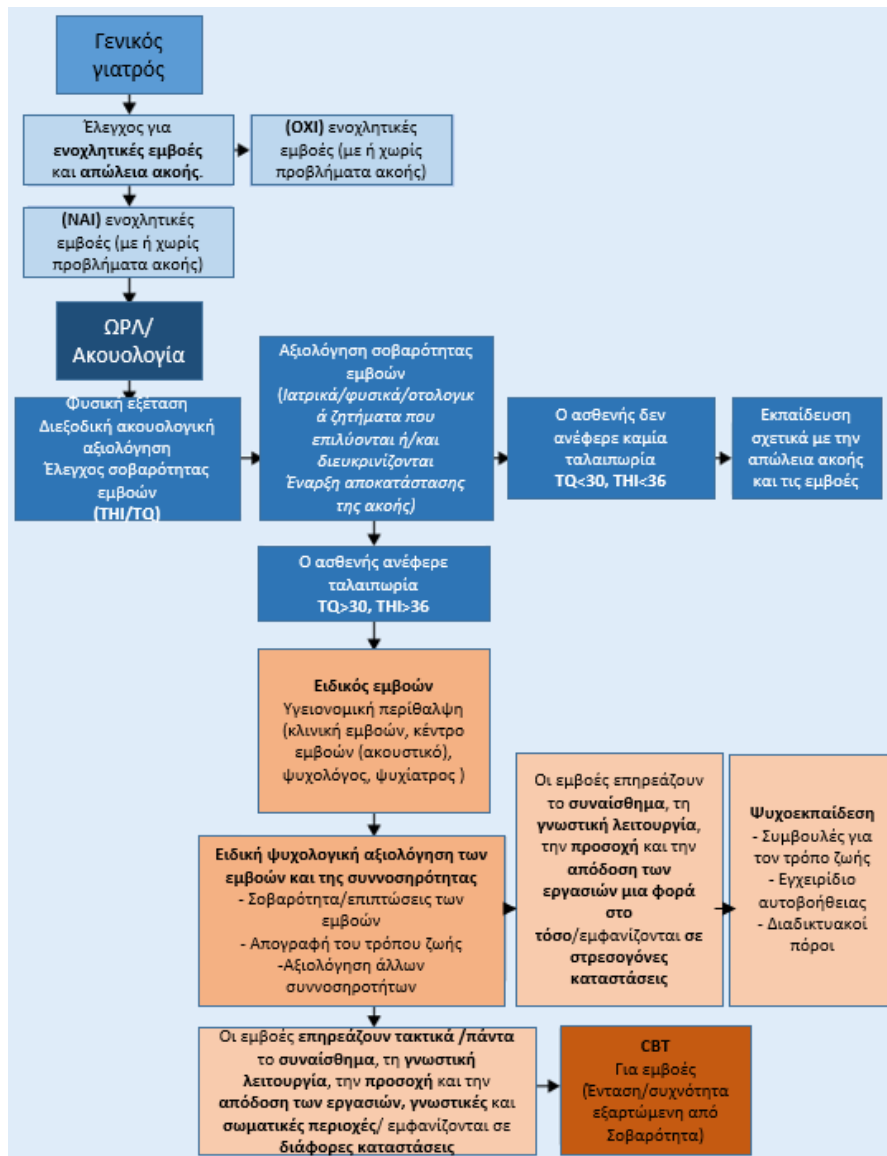 Γενικός
γιατρός
Έλεγχος για
ενοχλητικές εμβοές
και απώλεια ακοής.
(ΟΧΙ) ενοχλητικές
εμβοές (με ή χωρίς
προβλήματα ακοής)
(ΝΑΙ) ενοχλητικές
εμβοές (με ή χωρίς
προβλήματα ακοής)
ΩΡΛ/
Ακουολογία
Φυσική εξέταση
Διεξοδική ακουολογική
αξιολόγηση
Έλεγχος σοβαρότητας
εμβοών
(THI/TQ)
Αξιολόγηση σοβαρότητας
εμβοών
(Ιατρικά/φυσικά/οτολογικ
ά ζητήματα που
επιλύονται ή/και
διευκρινίζονται
Έναρξη αποκατάστασης
της ακοής)
Ο ασθενής δεν
ανέφερε καμία
ταλαιπωρία
TQ<30, THI<36
Εκπαίδευση
σχετικά με την
απώλεια ακοής
και τις εμβοές
Ο ασθενής ανέφερε
ταλαιπωρία
TQ>30, THI>36
Ειδικός εμβοών
Υγειονομική περίθαλψη
(κλινική εμβοών, κέντρο
εμβοών (ακουστικό),
ψυχολόγος, ψυχίατρος )
Ειδική ψυχολογική αξιολόγηση των
εμβοών και της συννοσηρότητας
- Σοβαρότητα/επιπτώσεις των
εμβοών
- Απογραφή του τρόπου ζωής
-Αξιολόγηση άλλων
συννοσηροτήτων
Οι εμβοές επηρεάζουν
το συναίσθημα, τη
γνωστική λειτουργία,
την προσοχή και την
απόδοση των
εργασιών μια φορά
στο
τόσο/εμφανίζονται σε
στρεσογόνες
καταστάσεις
Ψυχοεκπαίδεση
- Συμβουλές για
τον τρόπο ζωής
- Εγχειρίδιο
αυτοβοήθειας
- Διαδικτυακοί
πόροι
Οι εμβοές επηρεάζουν τακτικά /πάντα
το συναίσθημα, τη γνωστική
λειτουργία, την προσοχή και την
απόδοση των εργασιών, γνωστικές και
σωματικές περιοχές/ εμφανίζονται σε
διάφορες καταστάσεις
CBT
Για εμβοές
(Ένταση/συχνότητα
εξαρτώμενη από
Σοβαρότητα)